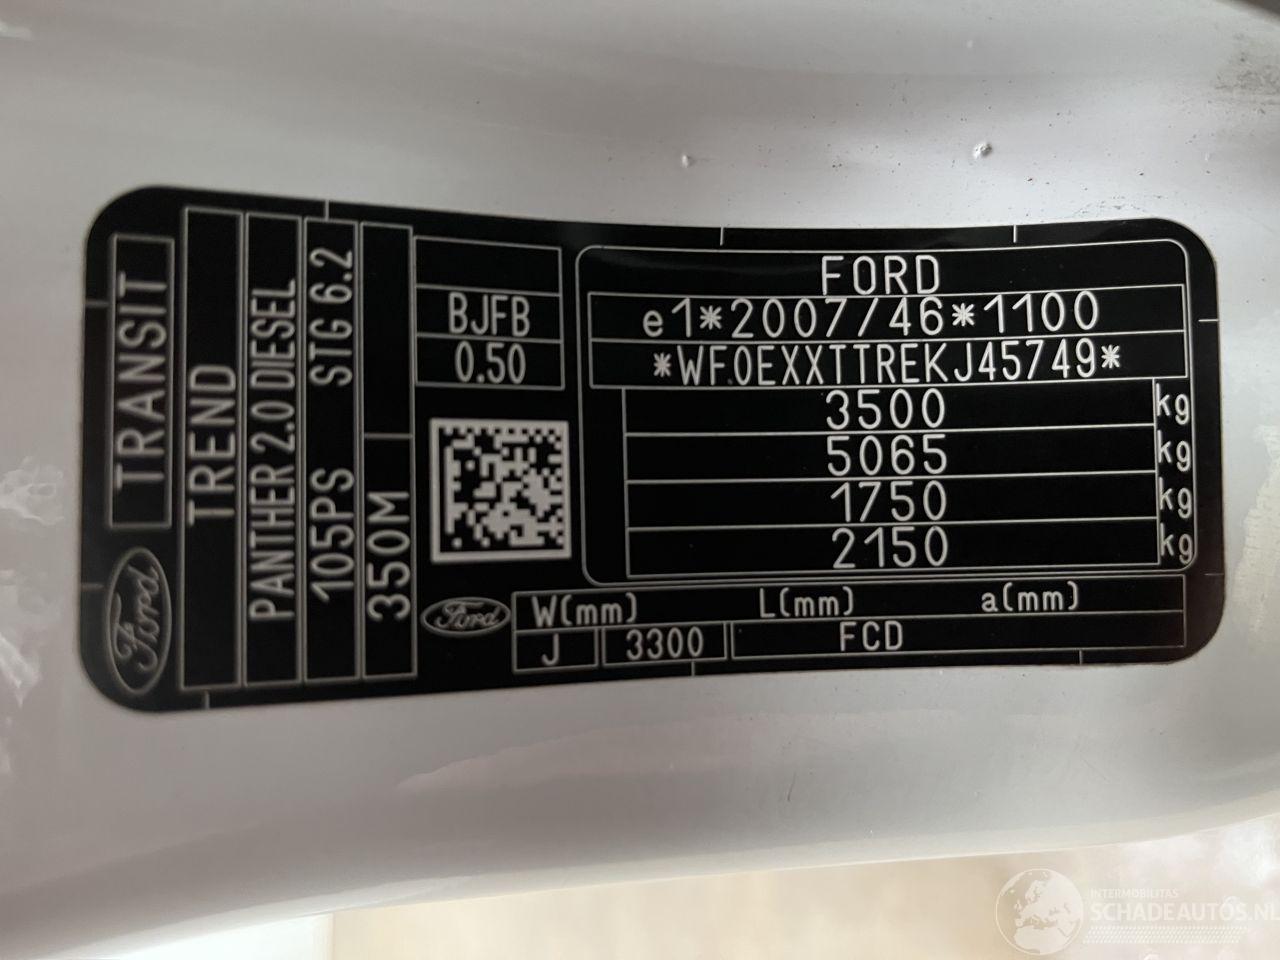 TRANSIT
TREND
PANTHER 2.0 DIESEL
105PS STG 6.2
350M
Ford
BJFB
0.50
FORD
e1*2007/46*1100
*WF0EXXTTREKJ45749*
3500 kg
5065 kg
1750 kg
2150 kg
Ford
W(mm) L(mm) a(mm)
J 3300 FCD
INTERMOBILITAS
SCHADEAUTOS.NL